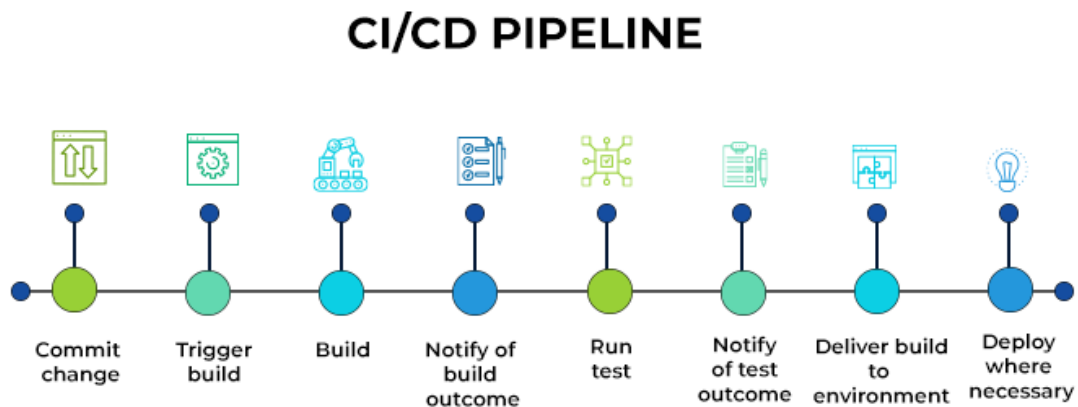 CI/CD PIPELINE
Commit
change
Trigger
build
Build
Notify of
build
outcome
Run
test
Notify
of test
outcome
Deliver build
to
environment
Deploy
where
necessary